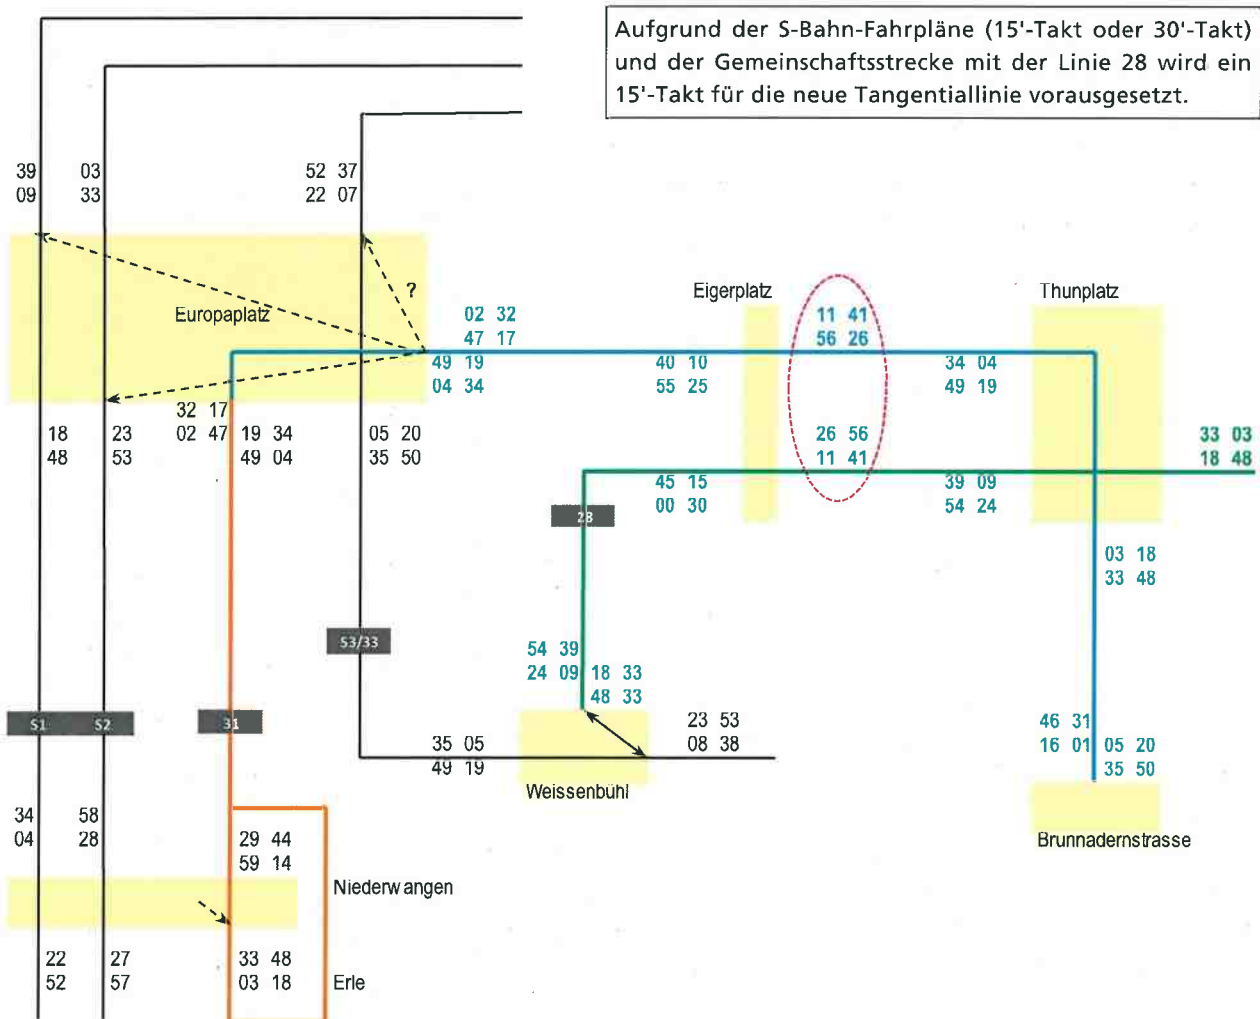 Aufgrund der S-Bahn-Fahrpläne (15'-Takt oder 30'-Takt)
und der Gemeinschaftsstrecke mit der Linie 28 wird ein
15'-Takt für die neue Tangentiallinie vorausgesetzt.
39 03 52 37
09 33 22 07
?
Eigerplatz Thunplatz
Europaplatz
02 32 11 41
47 17 56 26
49 19 40 10 34 04
04 34 55 25 49 19
32 17
02 47
18 23 19 34 05 20 26 56 33 03
48 53 49 04 35 50 11 41 18 48
45 15 39 09
00 30 54 24
28
03 18
33 48
S3/33
54 39
24 09 18 33
48 33
S1 S2 31
23 53 46 31
08 38 16 01 05 20
35 50
35 05
49 19
Weissenbühl
34 58
04 28
29 44
59 14
Brunnadernstrasse
Niederwangen
22 27 33 48
52 57 03 18 Erle